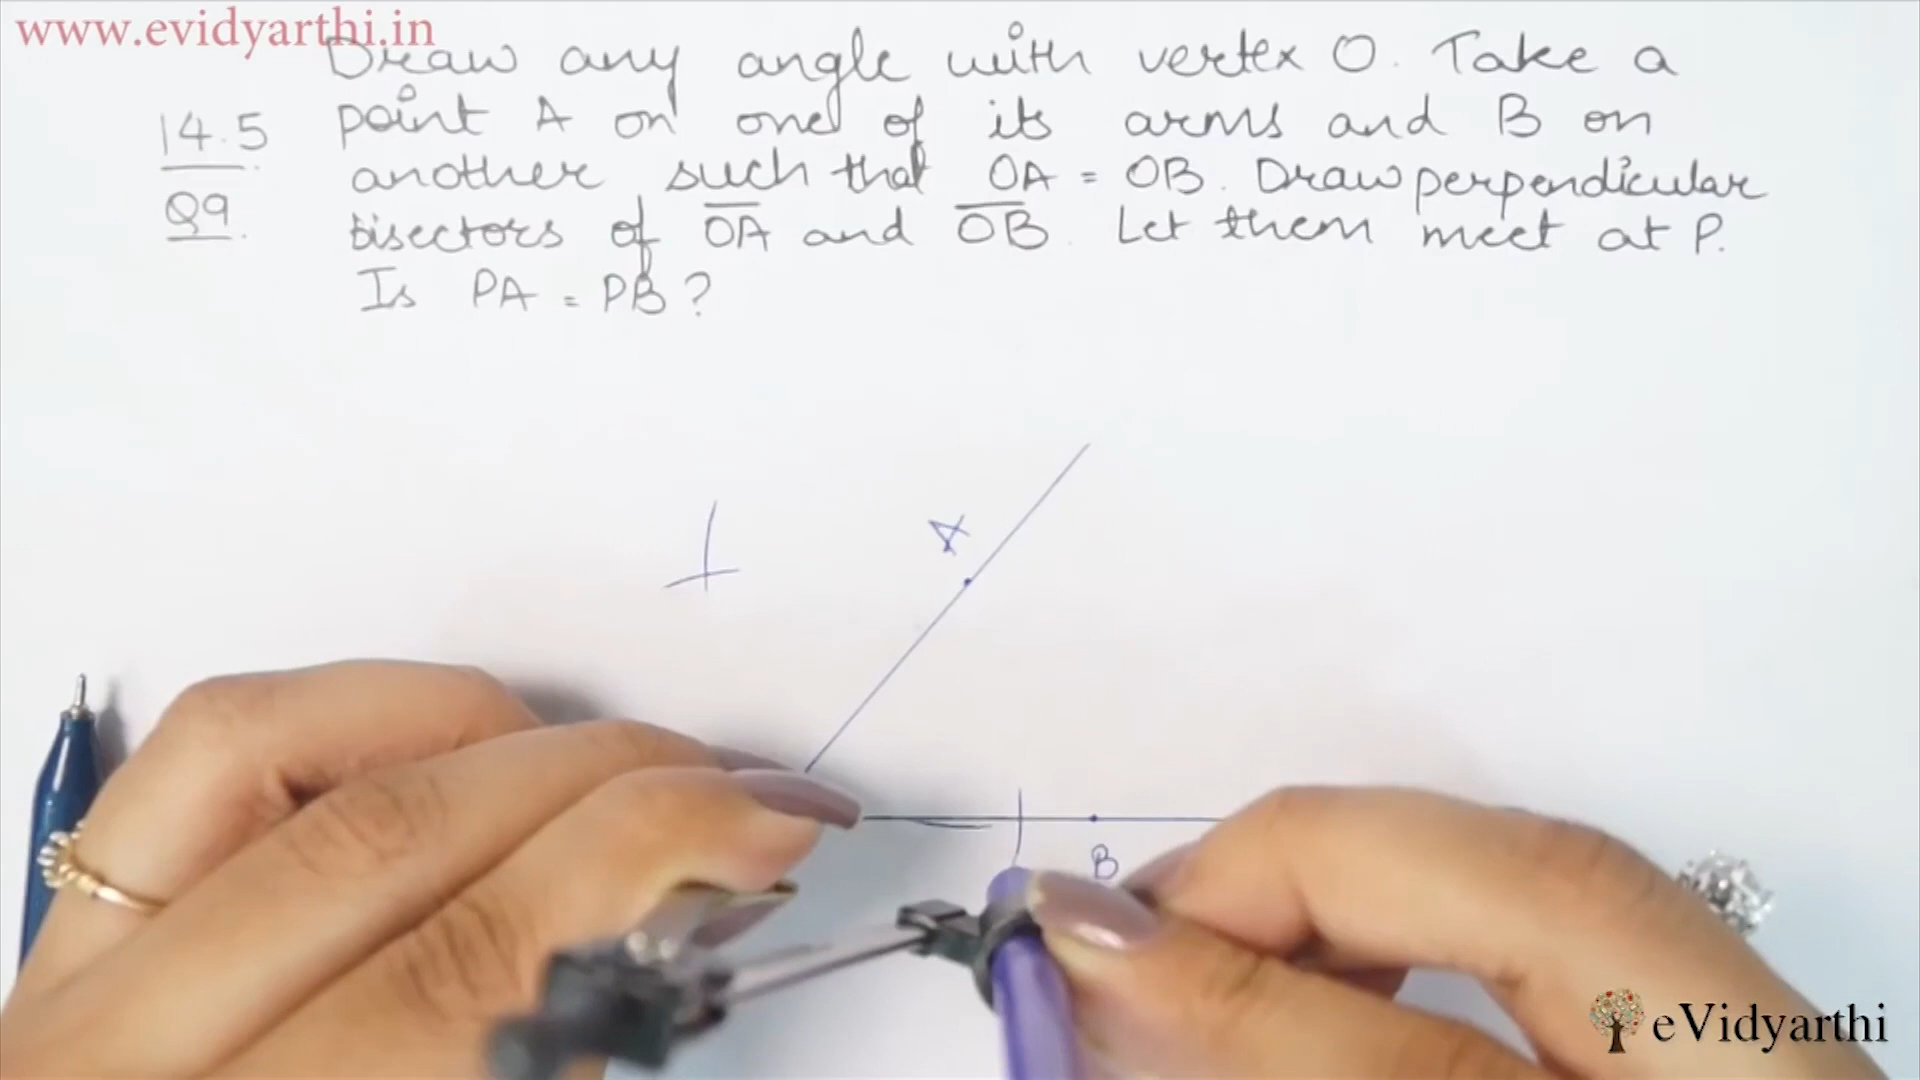 www.evidyarthi.in
Draw any angle with vertex O. Take a
14.5 point A on one of its arms and B on
another such that OA = OB. Draw perpendicular
Q9. bisectors of O̅A̅ and O̅B̅. Let them meet at P.
Is PA = PB?
A
B
eVidyarthi